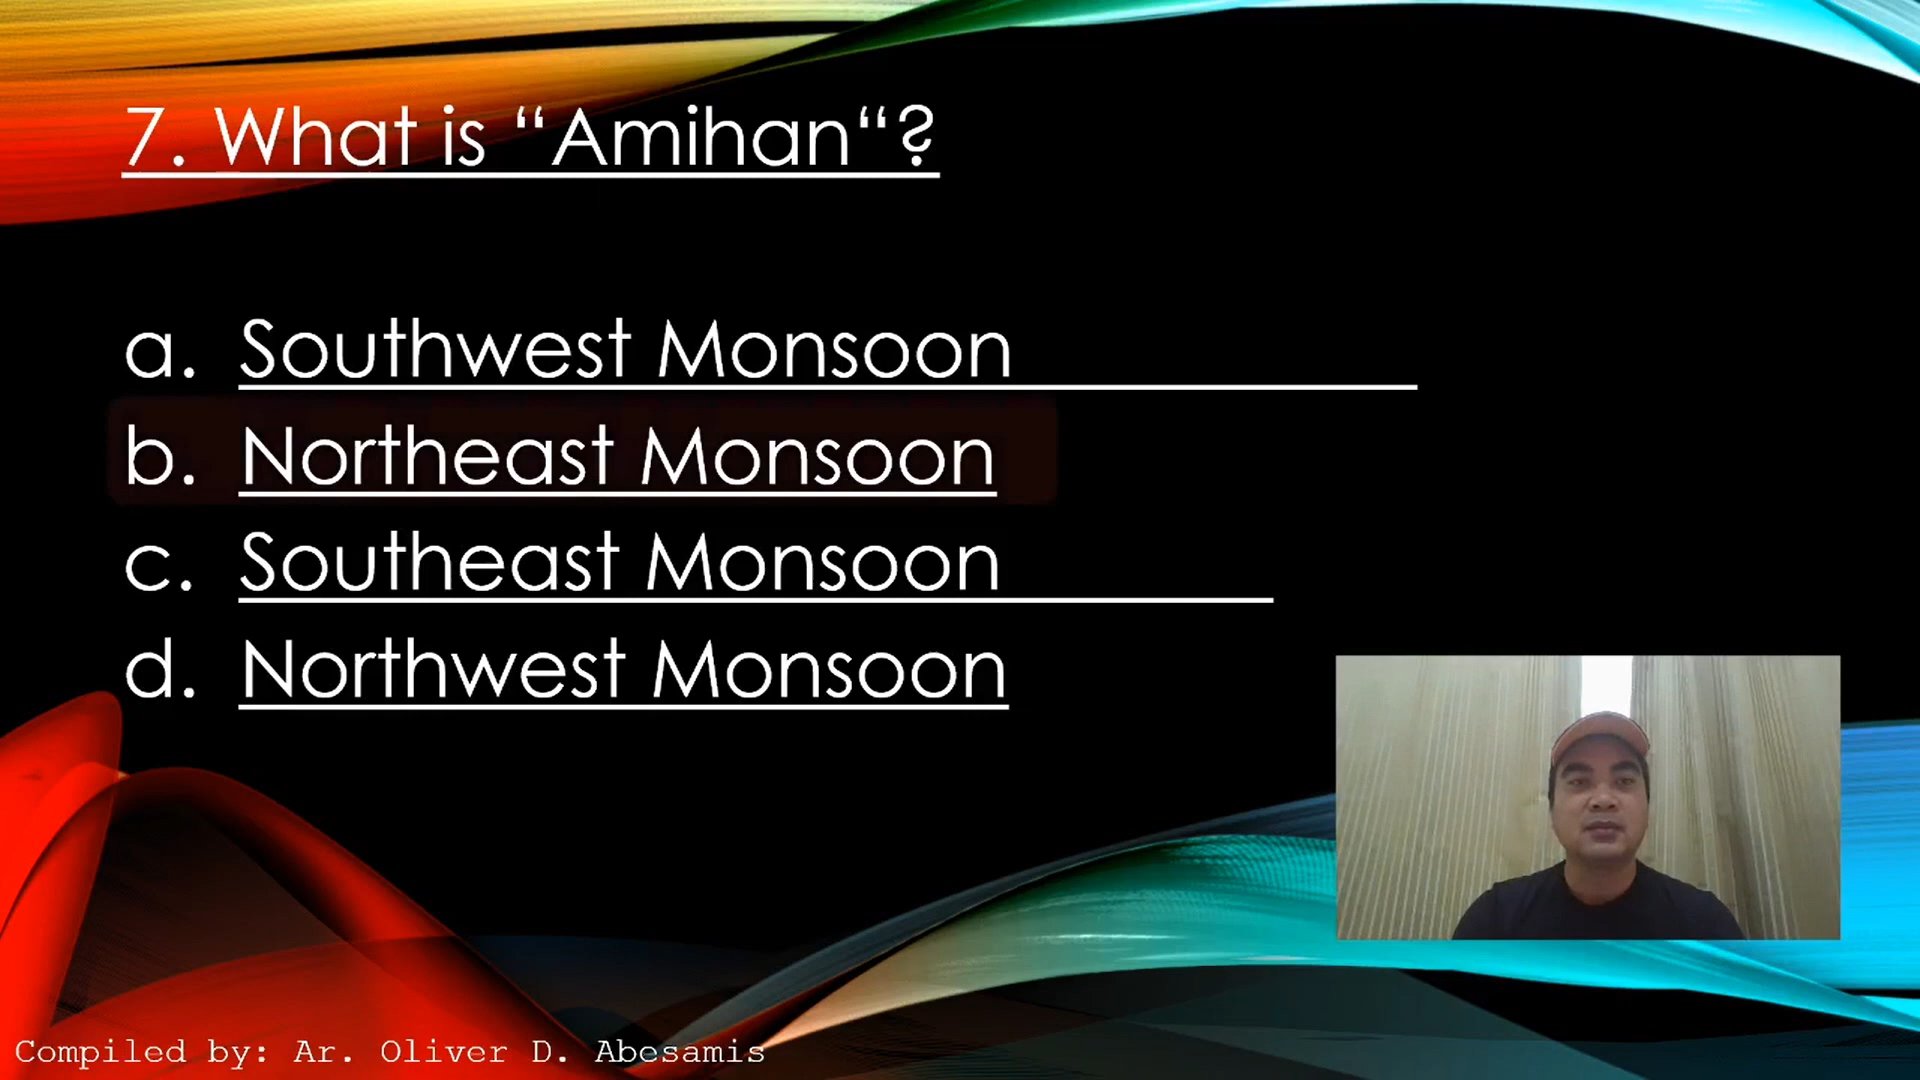 7. What is “Amihan“?
a. Southwest Monsoon
b. Northeast Monsoon
c. Southeast Monsoon
d. Northwest Monsoon
Compiled by: Ar. Oliver D. Abesamis